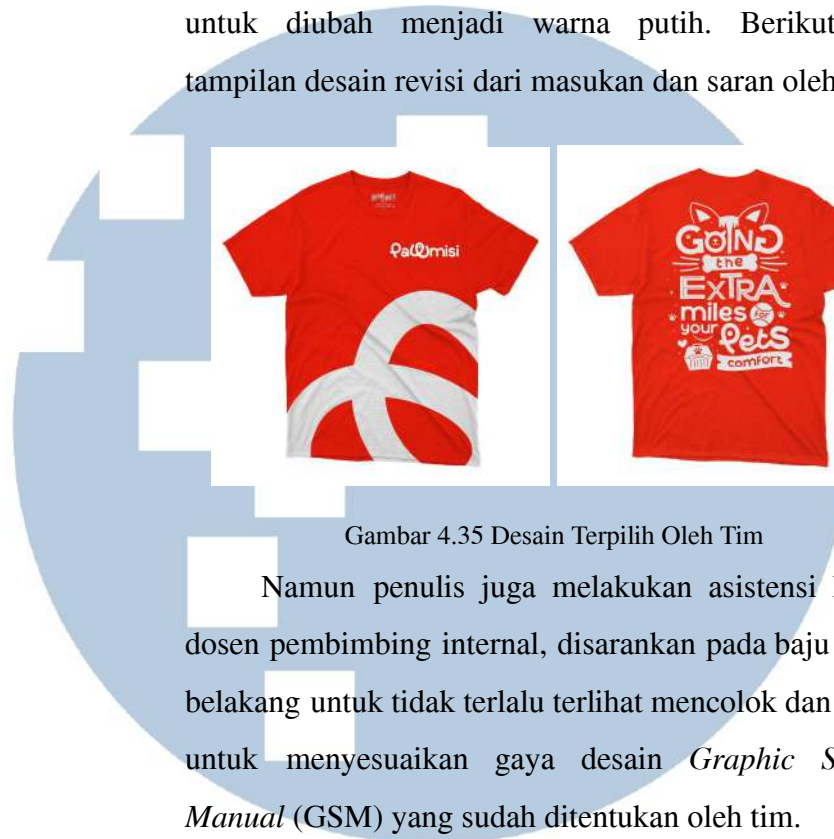 untuk diubah menjadi warna putih. Berikut
tampilan desain revisi dari masukan dan saran oleh
Pawmisi
GOING
the
EXTRA
miles for
your Pets
comfort
Gambar 4.35 Desain Terpilih Oleh Tim
Namun penulis juga melakukan asistensi
dosen pembimbing internal, disarankan pada baju
belakang untuk tidak terlalu terlihat mencolok dan
untuk menyesuaikan gaya desain Graphic S
Manual (GSM) yang sudah ditentukan oleh tim.